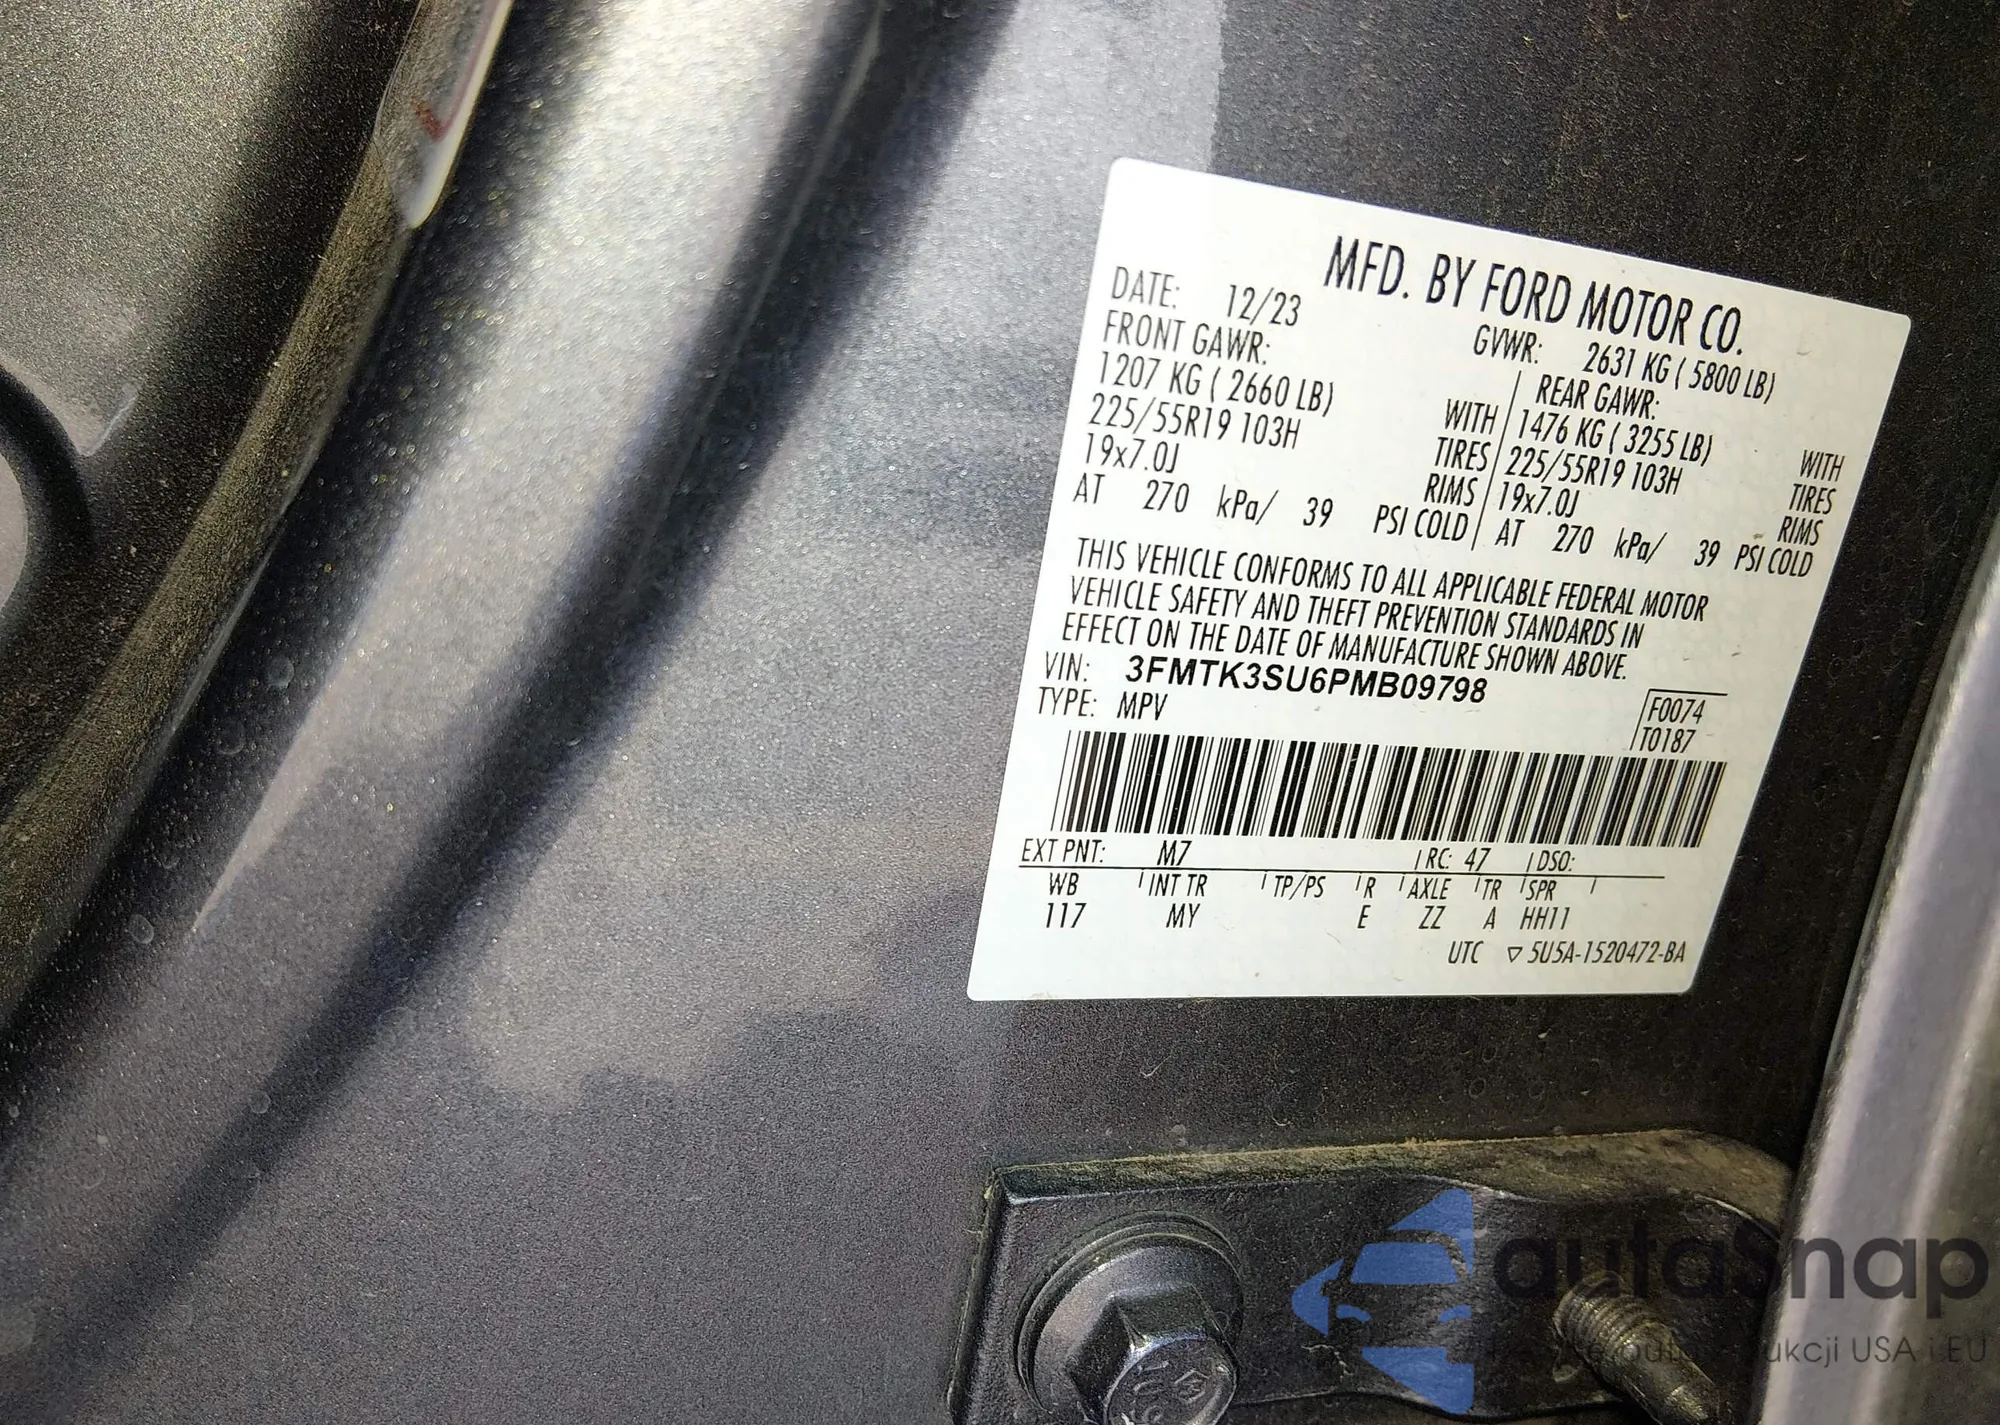 MFD. BY FORD MOTOR CO.
DATE: 12/23 GVWR: 2631 KG ( 5800 LB)
FRONT GAWR: REAR GAWR:
1207 KG ( 2660 LB) WITH 1476 KG ( 3255 LB) WITH
225/55R19 103H TIRES 225/55R19 103H TIRES
19x7.0J RIMS 19x7.0J RIMS
AT 270 kPa/ 39 PSI COLD AT 270 kPa/ 39 PSI COLD
THIS VEHICLE CONFORMS TO ALL APPLICABLE FEDERAL MOTOR
VEHICLE SAFETY AND THEFT PREVENTION STANDARDS IN
EFFECT ON THE DATE OF MANUFACTURE SHOWN ABOVE.
VIN: 3FMTK3SU6PMB09798
TYPE: MPV
F0074
T0187
EXT PNT: M7 RC: 47 DSO:
WB INT TR TP/PS R AXLE TR SPR
117 MY E ZZ A HH11
UTC ▽ 5U5A-1520472-BA
autaSnap
ukcji USA i EU